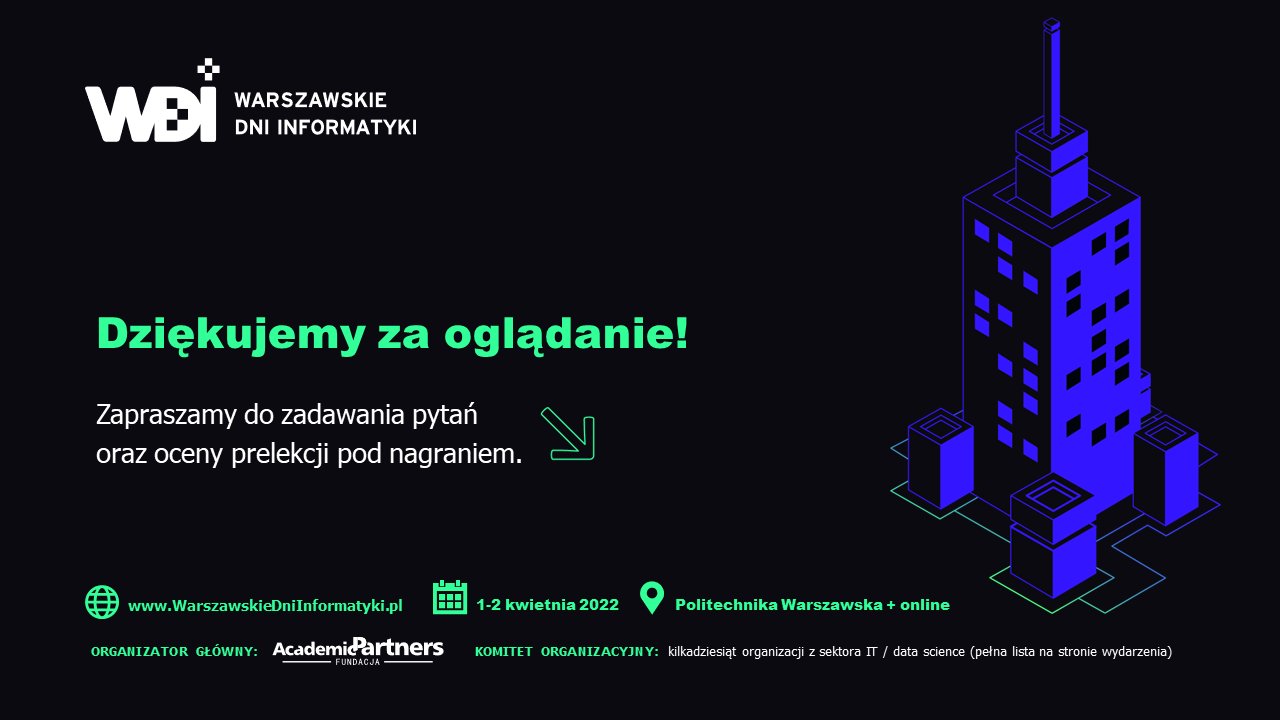 WDI
WARSZAWSKIE
DNI INFORMATYKI
Dziękujemy za oglądanie!
Zapraszamy do zadawania pytań
oraz oceny prelekcji pod nagraniem.
www.WarszawskieDniInformatyki.pl 1-2 kwietnia 2022 Politechnika Warszawska + online
ORGANIZATOR GŁÓWNY: AcademicPartners KOMITET ORGANIZACYJNY: kilkadziesiąt organizacji z sektora IT / data science (pełna lista na stronie wydarzenia)
FUNDACJA